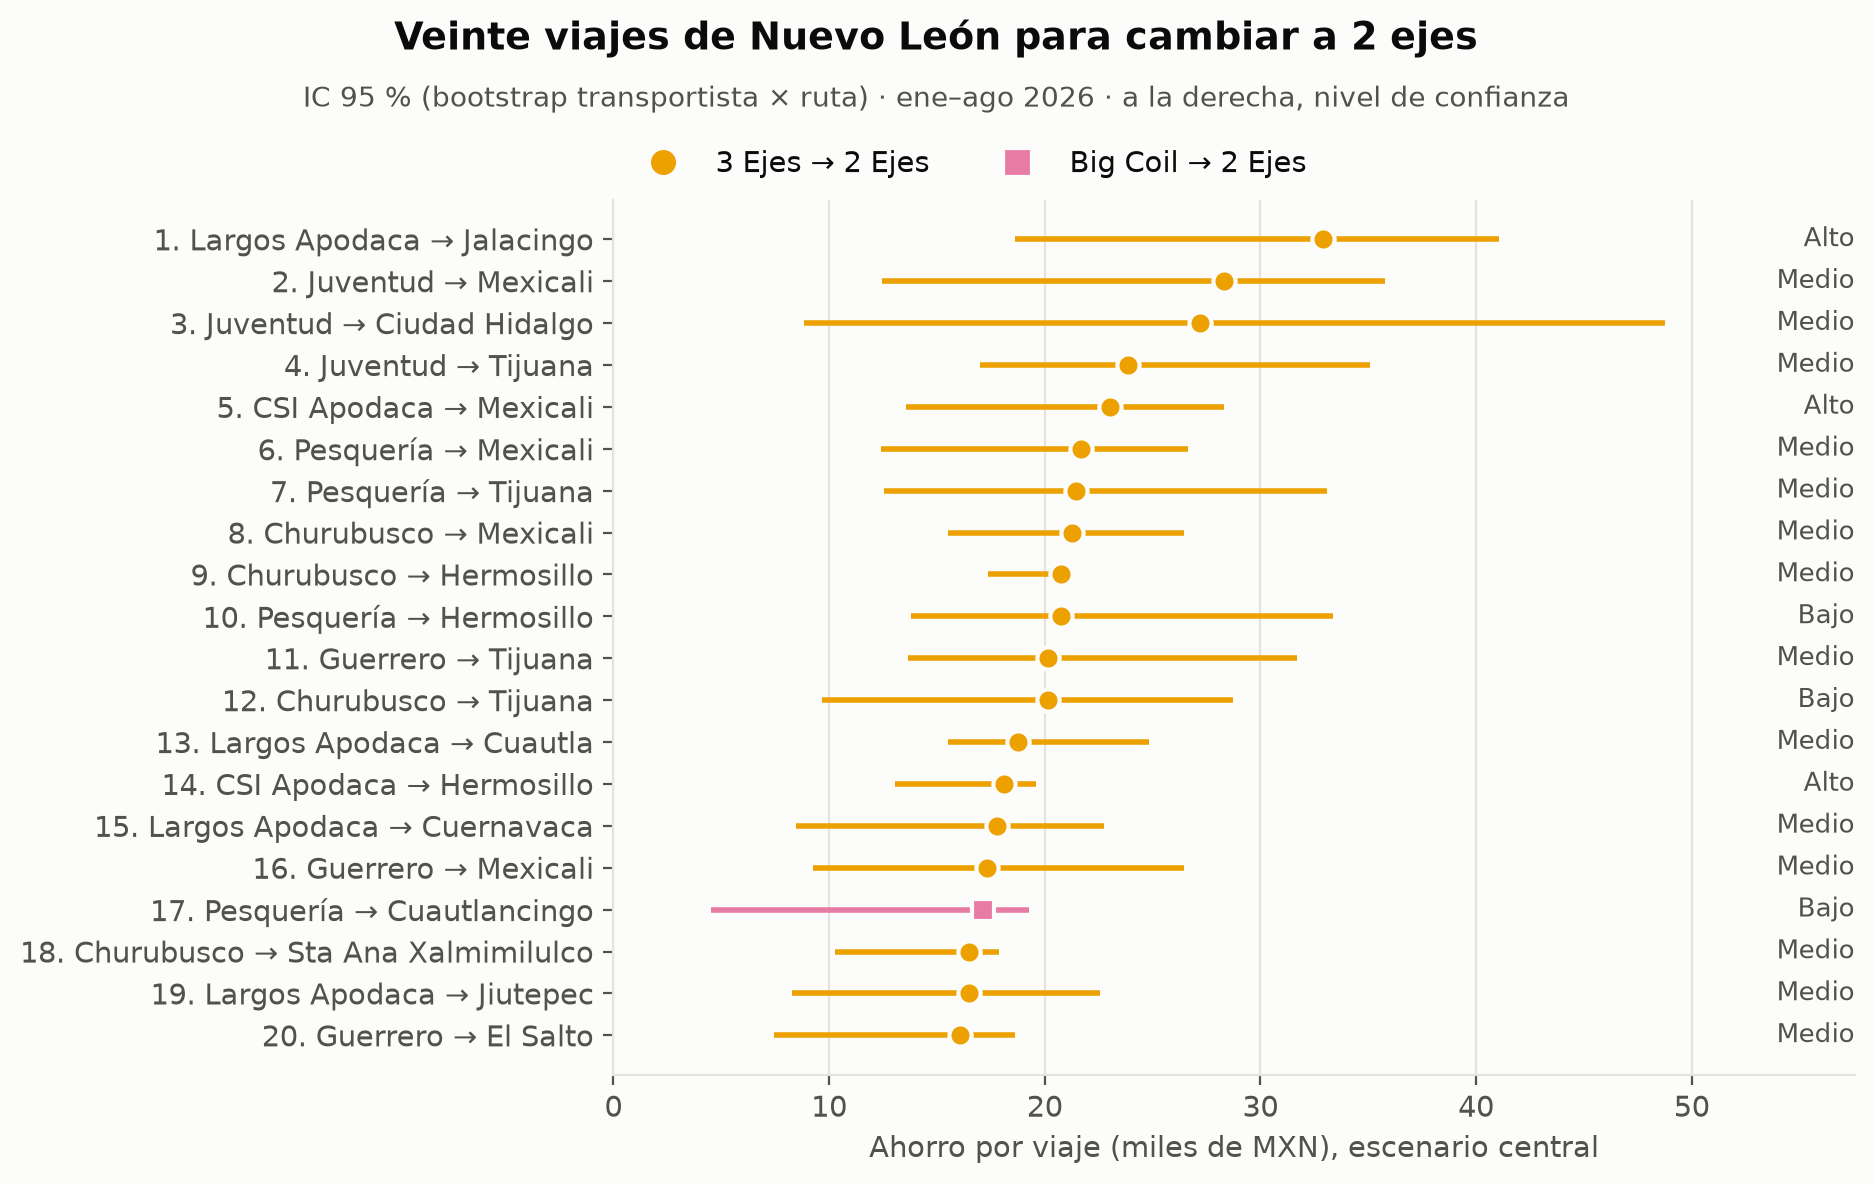 Veinte viajes de Nuevo León para cambiar a 2 ejes
IC 95 % (bootstrap transportista × ruta) · ene–ago 2026 · a la derecha, nivel de confianza
3 Ejes → 2 Ejes Big Coil → 2 Ejes
1. Largos Apodaca → Jalacingo Alto
2. Juventud → Mexicali Medio
3. Juventud → Ciudad Hidalgo Medio
4. Juventud → Tijuana Medio
5. CSI Apodaca → Mexicali Alto
6. Pesquería → Mexicali Medio
7. Pesquería → Tijuana Medio
8. Churubusco → Mexicali Medio
9. Churubusco → Hermosillo Medio
10. Pesquería → Hermosillo Bajo
11. Guerrero → Tijuana Medio
12. Churubusco → Tijuana Bajo
13. Largos Apodaca → Cuautla Medio
14. CSI Apodaca → Hermosillo Alto
15. Largos Apodaca → Cuernavaca Medio
16. Guerrero → Mexicali Medio
17. Pesquería → Cuautlancingo Bajo
18. Churubusco → Sta Ana Xalmimilulco Medio
19. Largos Apodaca → Jiutepec Medio
20. Guerrero → El Salto Medio
0 10 20 30 40 50
Ahorro por viaje (miles de MXN), escenario central